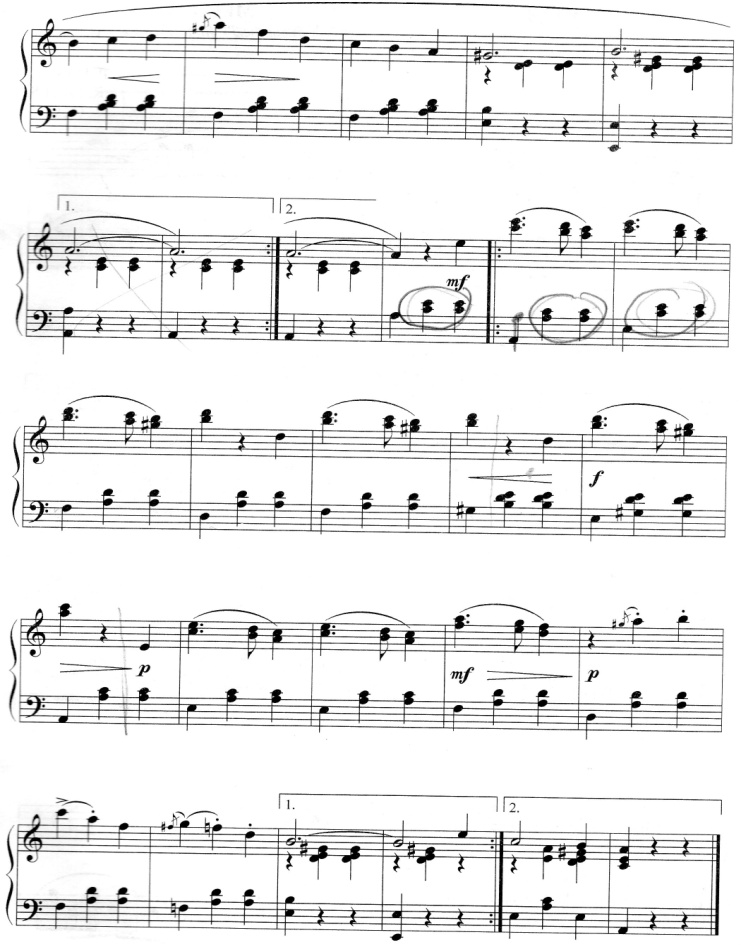 1. 2.
mf
f
p mf p
1. 2.